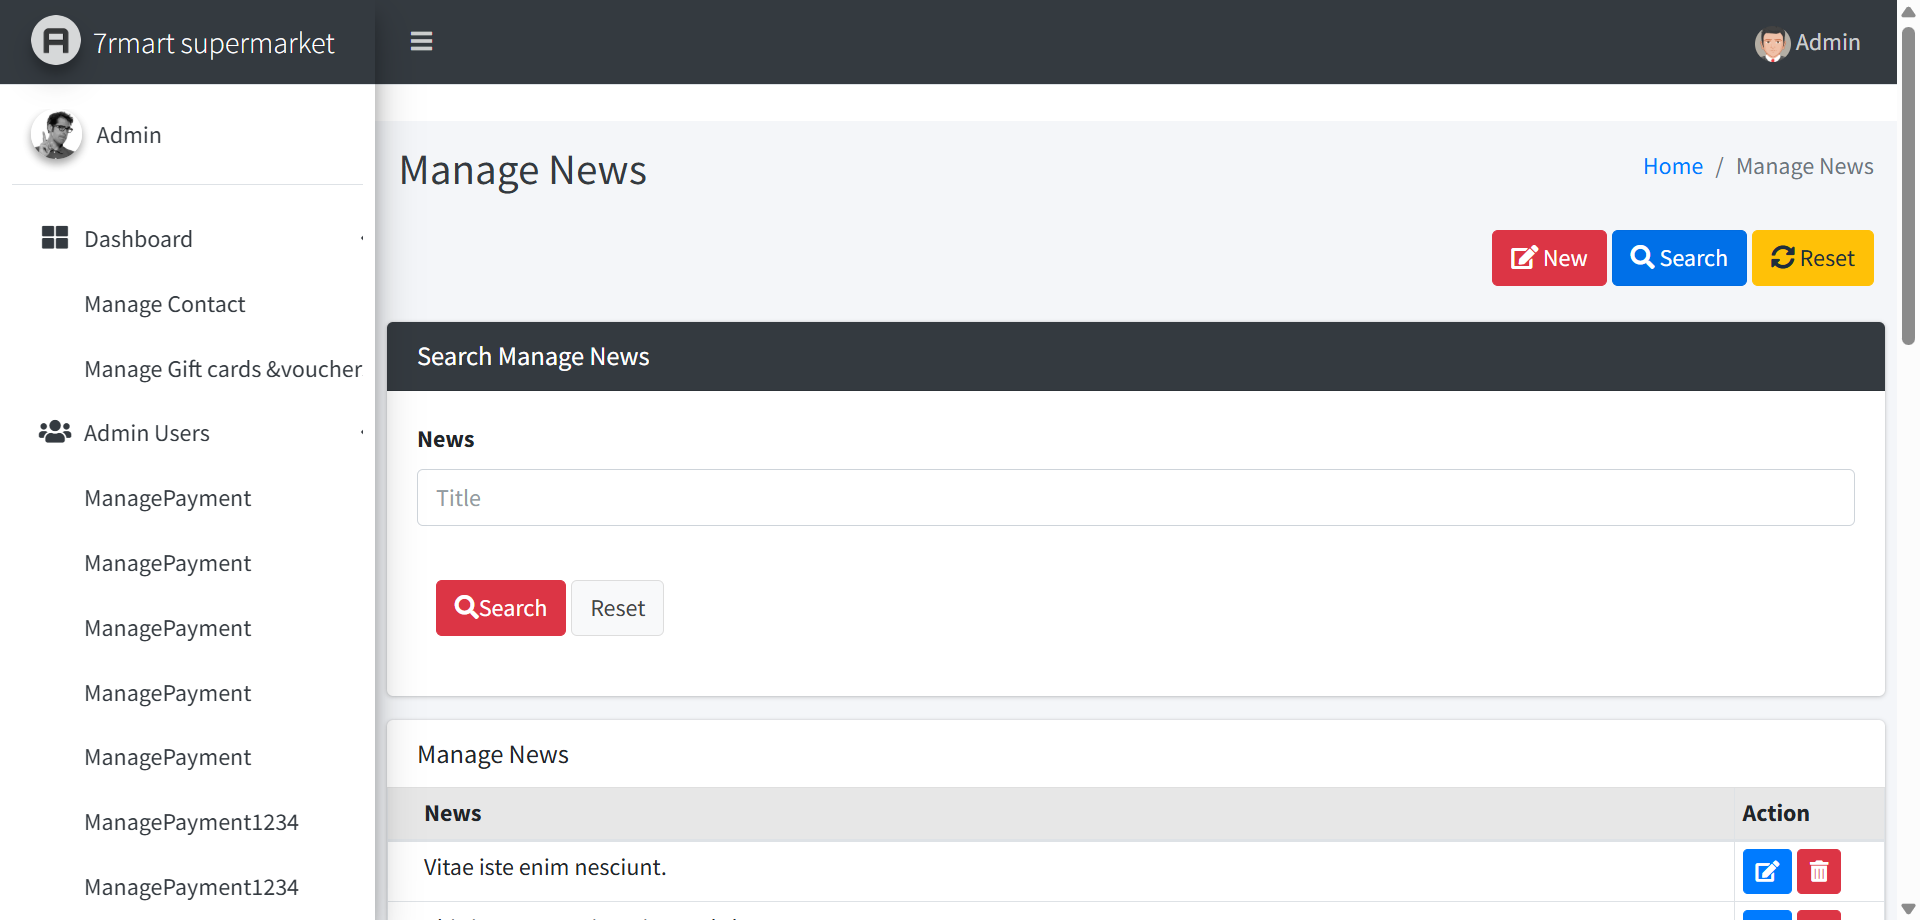 7rmart supermarket
Admin
Admin
Dashboard
Manage Contact
Manage Gift cards &voucher
Admin Users
ManagePayment
ManagePayment
ManagePayment
ManagePayment
ManagePayment
ManagePayment1234
ManagePayment1234
Manage News
Home / Manage News
New
Search
Reset
Search Manage News
News
Title
Search
Reset
Manage News
News
Action
Vitae iste enim nesciunt.